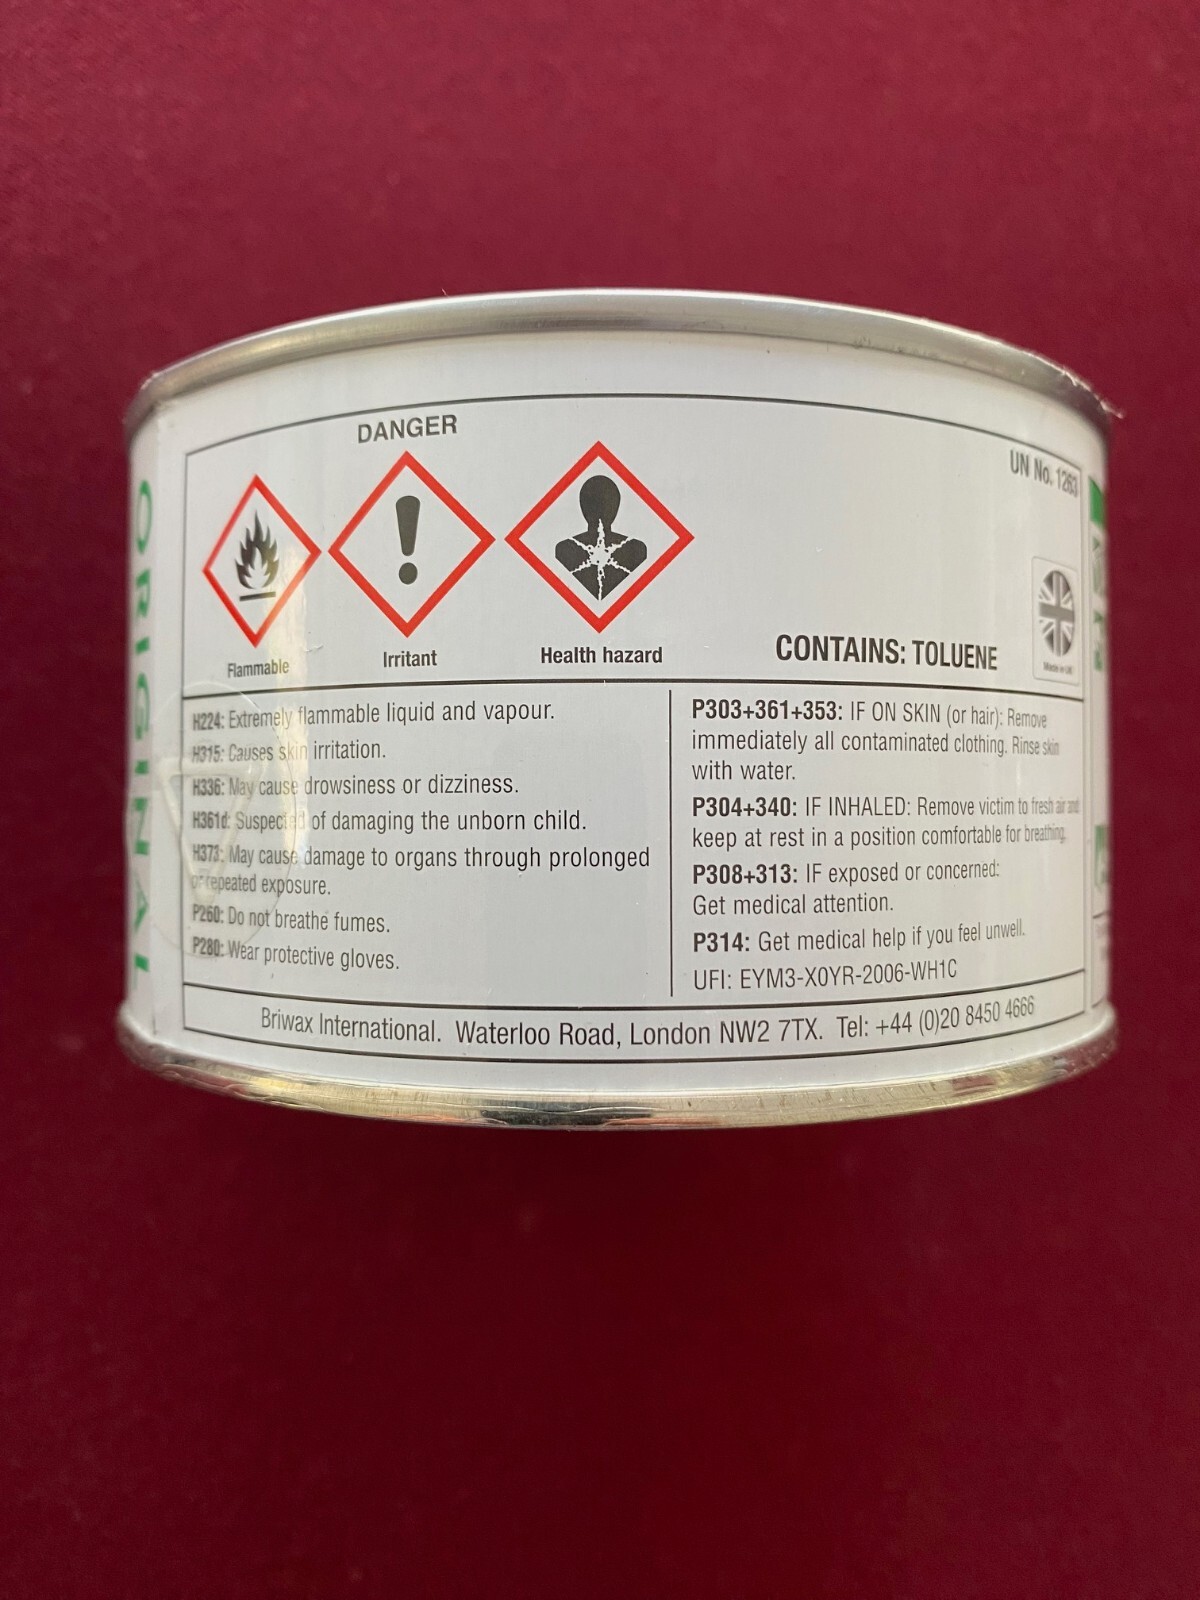 DANGER
UN No. 1263
Flammable
Irritant
Health hazard
CONTAINS: TOLUENE
Made in UK
ORIGINAL
H224: Extremely flammable liquid and vapour.
H315: Causes skin irritation.
H336: May cause drowsiness or dizziness.
H361d: Suspected of damaging the unborn child.
H373: May cause damage to organs through prolonged
or repeated exposure.
P260: Do not breathe fumes.
P280: Wear protective gloves.
P303+361+353: IF ON SKIN (or hair): Remove
immediately all contaminated clothing. Rinse skin
with water.
P304+340: IF INHALED: Remove victim to fresh air and
keep at rest in a position comfortable for breathing.
P308+313: IF exposed or concerned:
Get medical attention.
P314: Get medical help if you feel unwell.
UFI: EYM3-X0YR-2006-WH1C
Briwax International. Waterloo Road, London NW2 7TX. Tel: +44 (0)20 8450 4666